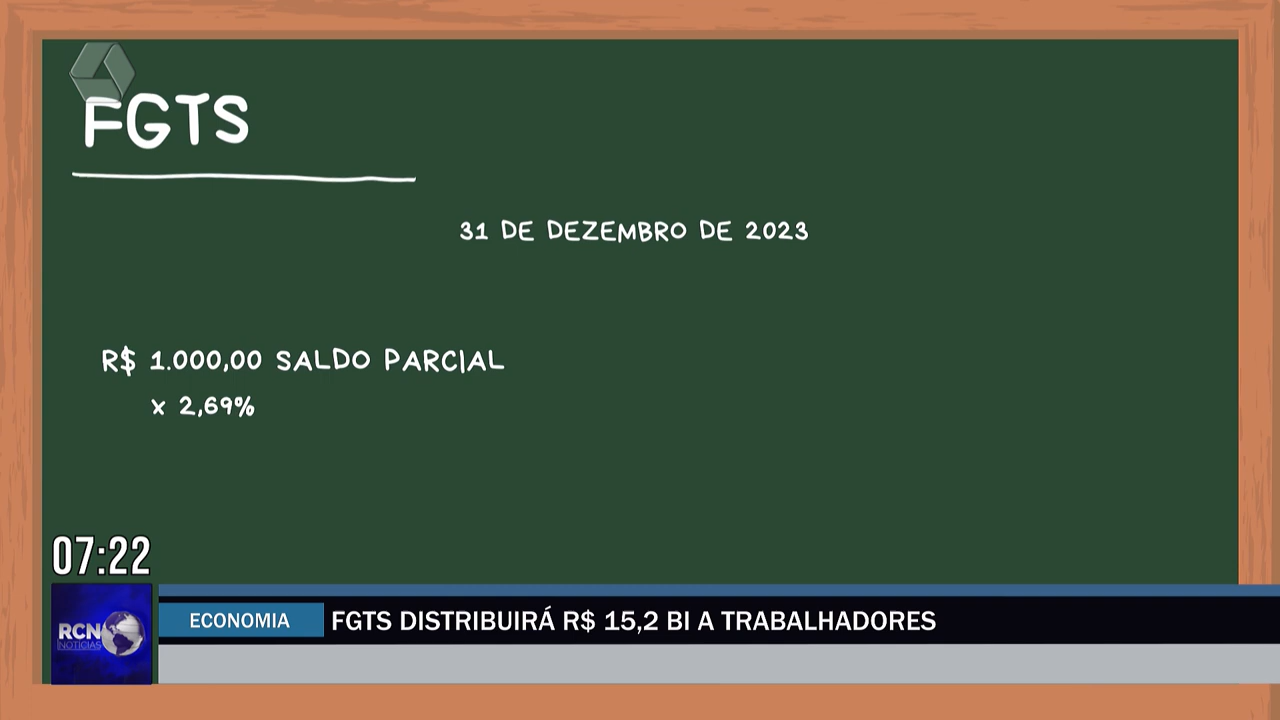 FGTS
31 DE DEZEMBRO DE 2023
R$ 1.000,00 SALDO PARCIAL
x 2,69%
07:22
RCN
NOTÍCIAS
ECONOMIA
FGTS DISTRIBUIRÁ R$ 15,2 BI A TRABALHADORES